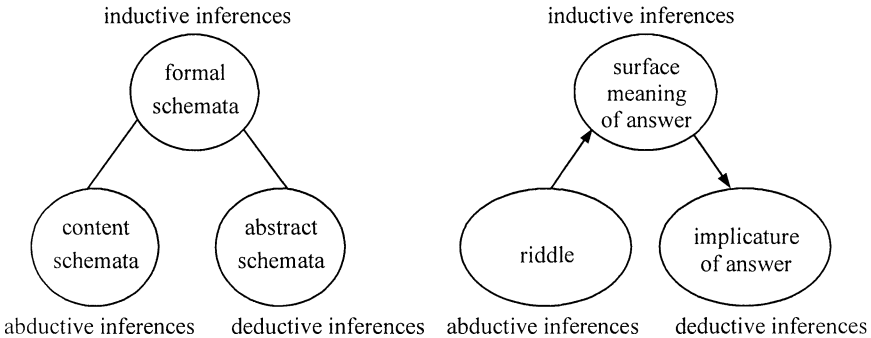 inductive inferences
formal
schemata
content
schemata
abstract
schemata
abductive inferences
deductive inferences
inductive inferences
surface
meaning
of answer
riddle
implicature
of answer
abductive inferences
deductive inferences